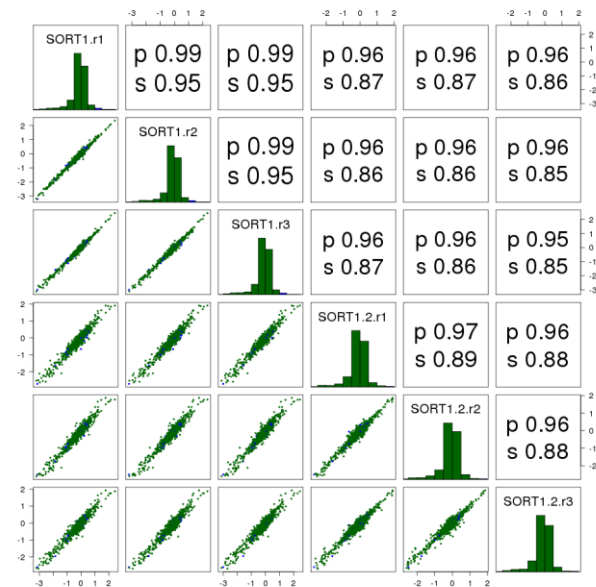 -3 -1 0 1 2 -3 -1 0 1 2 -2 -1 0 1 2
SORT1.r1
p 0.99
s 0.95
p 0.99
s 0.95
p 0.96
s 0.87
p 0.96
s 0.87
p 0.96
s 0.86
2
1
0
-1
-2
-3
2
1
0
-1
-3
SORT1.r2
p 0.99
s 0.95
p 0.96
s 0.86
p 0.96
s 0.86
p 0.96
s 0.85
SORT1.r3
p 0.96
s 0.87
p 0.96
s 0.86
p 0.95
s 0.85
2
1
0
-1
-3
2
1
0
-1
-2
SORT1.2.r1
p 0.97
s 0.89
p 0.96
s 0.88
SORT1.2.r2
p 0.96
s 0.88
2
1
0
-1
-2
2
1
0
-1
-2
SORT1.2.r3
-3 -1 0 1 2 -3 -1 0 1 2 -2 -1 0 1 2